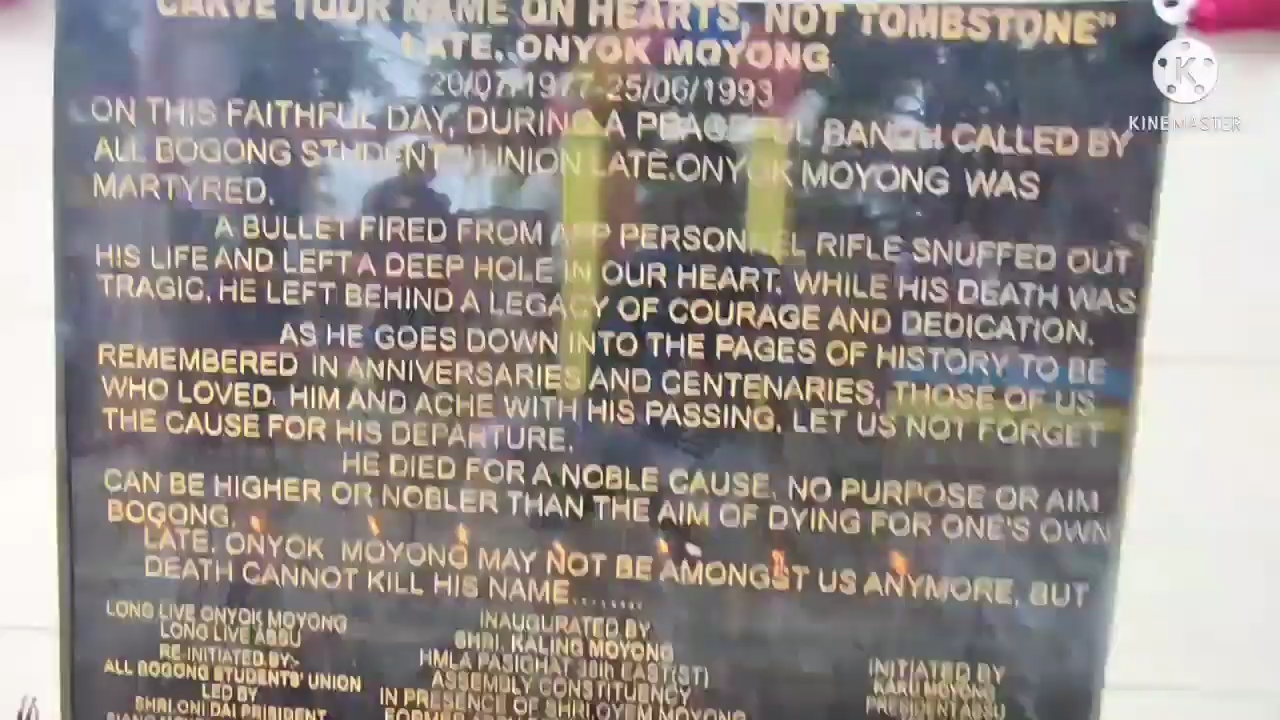 "CARVE YOUR NAME ON HEARTS, NOT TOMBSTONE"
LATE. ONYOK MOYONG
20/07/1977-25/06/1993
ON THIS FAITHFUL DAY, DURING A PEACEFUL BANDH CALLED BY
ALL BOGONG STUDENTS UNION LATE.ONYOK MOYONG WAS
MARTYRED.
A BULLET FIRED FROM APP PERSONNEL RIFLE SNUFFED OUT
HIS LIFE AND LEFT A DEEP HOLE IN OUR HEART. WHILE HIS DEATH WAS
TRAGIC, HE LEFT BEHIND A LEGACY OF COURAGE AND DEDICATION.
AS HE GOES DOWN INTO THE PAGES OF HISTORY TO BE
REMEMBERED IN ANNIVERSARIES AND CENTENARIES, THOSE OF US
WHO LOVED HIM AND ACHE WITH HIS PASSING, LET US NOT FORGET
THE CAUSE FOR HIS DEPARTURE.
HE DIED FOR A NOBLE CAUSE. NO PURPOSE OR AIM
CAN BE HIGHER OR NOBLER THAN THE AIM OF DYING FOR ONE'S OWN
BOGONG.
LATE. ONYOK MOYONG MAY NOT BE AMONGST US ANYMORE, BUT
DEATH CANNOT KILL HIS NAME........
LONG LIVE ONYOK MOYONG
LONG LIVE ABSU
RE-INITIATED BY:-
ALL BOGONG STUDENTS' UNION
LED BY
SHRI.ONI DAI PRISIDENT
INAUGURATED BY
SHRI. KALING MOYONG
HMLA PASIGHAT 38th EAST(ST)
ASSEMBLY CONSTITUENCY
IN PRESENCE OF SHRI.OYEM MOYONG
FORMER
INITIATED BY
KARU MOYONG
PRESIDENT ABSU
K
KINEMASTER